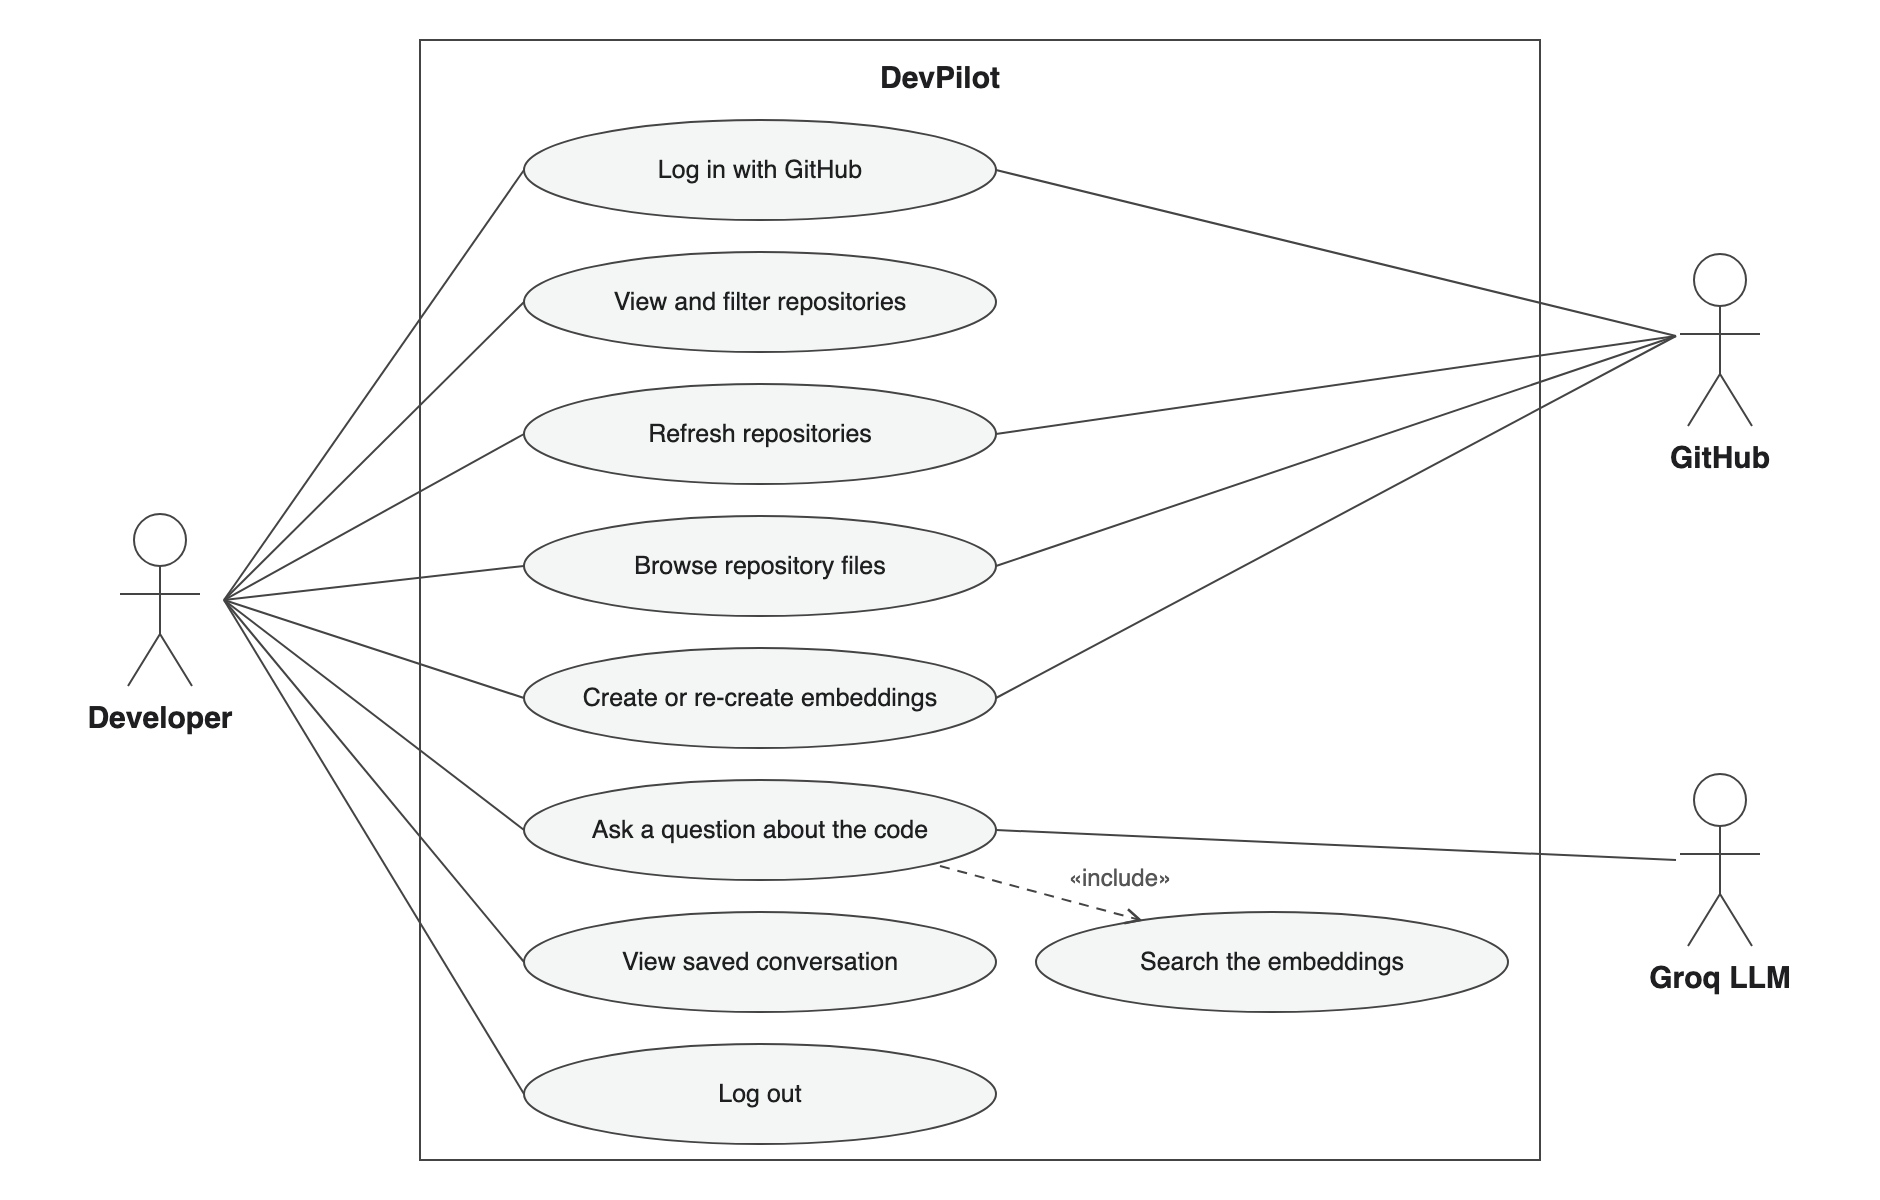 DevPilot
Log in with GitHub
View and filter repositories
Refresh repositories
GitHub
Browse repository files
Create or re-create embeddings
Developer
Ask a question about the code
«include»
View saved conversation
Search the embeddings
Groq LLM
Log out